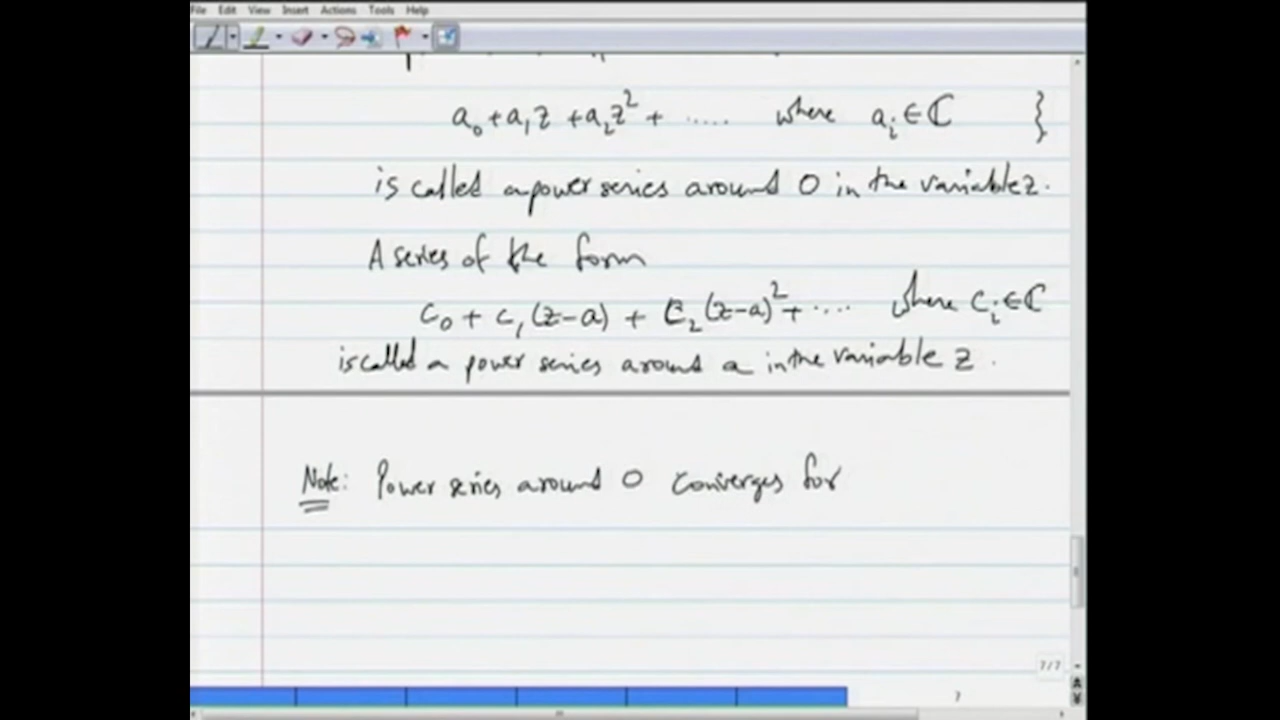 File Edit View Insert Actions Tools Help
a₀ + a₁z + a₂z² + ..... where aᵢ ∈ ℂ }
is called a power series around 0 in the variable z.
A series of the form
c₀ + c₁(z-a) + C₂(z-a)² + .... where cᵢ ∈ ℂ
is called a power series around a in the variable z.
Note: Power series around 0 converges for
7/7
7